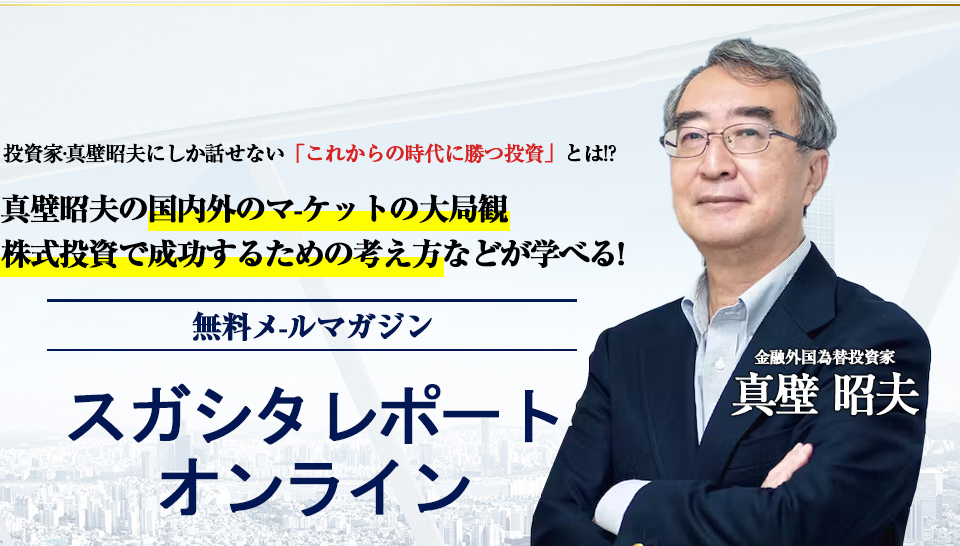 投資家・真壁昭夫にしか話せない「これからの時代に勝つ投資」とは!?
真壁昭夫の国内外のマ-ケットの大局観
株式投資で成功するための考え方などが学べる!
無料メ-ルマガジン
スガシタレポート
オンライン
金融外国為替投資家
真壁 昭夫